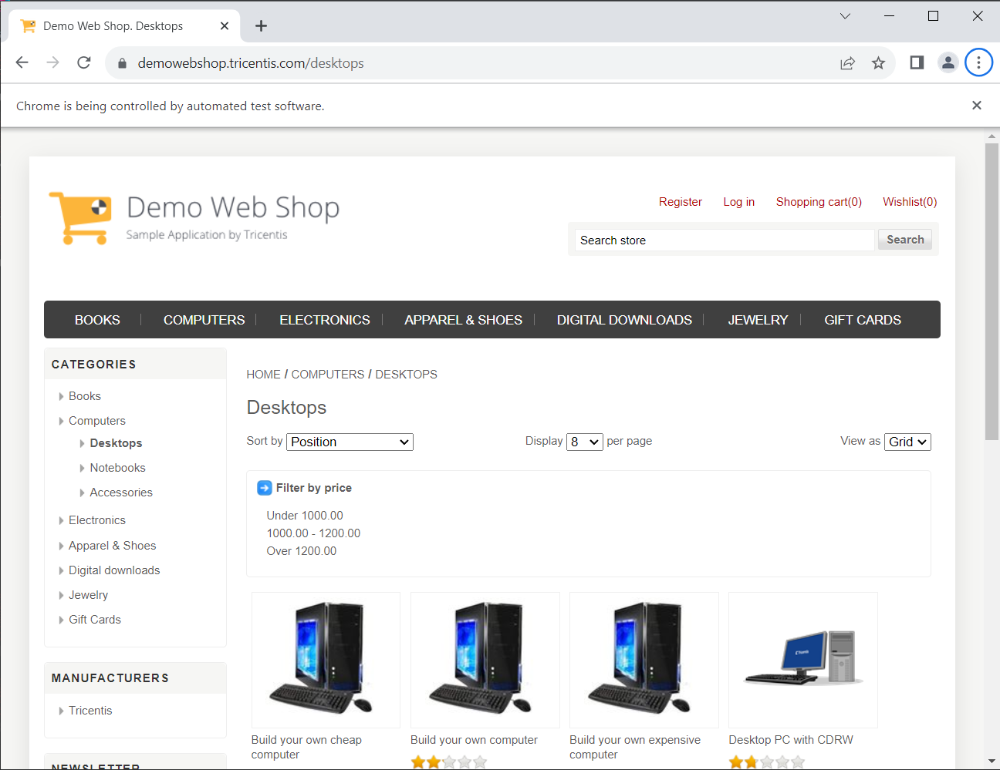 Demo Web Shop. Desktops
demowebshop.tricentis.com/desktops
Chrome is being controlled by automated test software.
Demo Web Shop
Sample Application by Tricentis
Register Log in Shopping cart(0) Wishlist(0)
Search store Search
BOOKS COMPUTERS ELECTRONICS APPAREL & SHOES DIGITAL DOWNLOADS JEWELRY GIFT CARDS
CATEGORIES
Books
Computers
Desktops
Notebooks
Accessories
Electronics
Apparel & Shoes
Digital downloads
Jewelry
Gift Cards
MANUFACTURERS
Tricentis
NEWSLETTER
HOME / COMPUTERS / DESKTOPS
Desktops
Sort by Position Display 8 per page View as Grid
Filter by price
Under 1000.00
1000.00 - 1200.00
Over 1200.00
Build your own cheap
computer
Build your own computer
Build your own expensive
computer
Desktop PC with CDRW